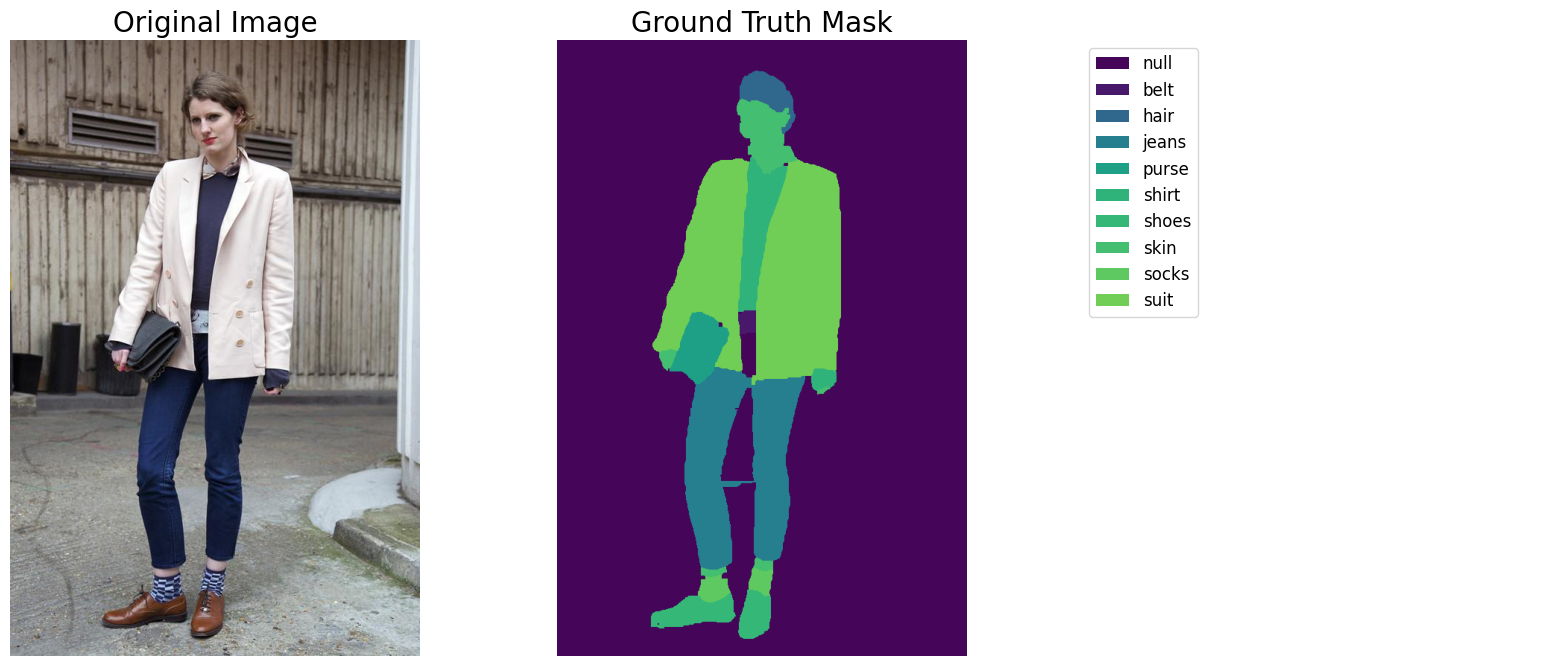 Original Image
Ground Truth Mask
null
belt
hair
jeans
purse
shirt
shoes
skin
socks
suit